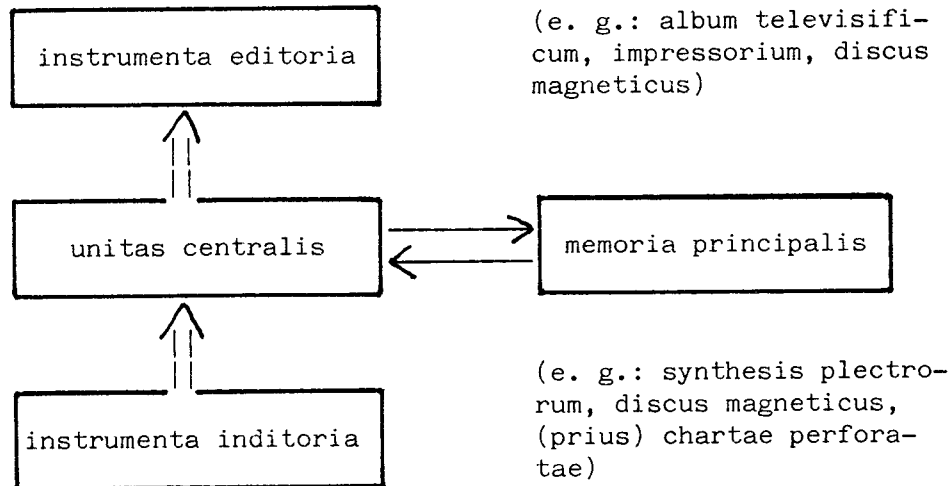 instrumenta editoria
(e. g.: album televisifi-
cum, impressorium, discus
magneticus)
unitas centralis
memoria principalis
instrumenta inditoria
(e. g.: synthesis plectro-
rum, discus magneticus,
(prius) chartae perfora-
tae)